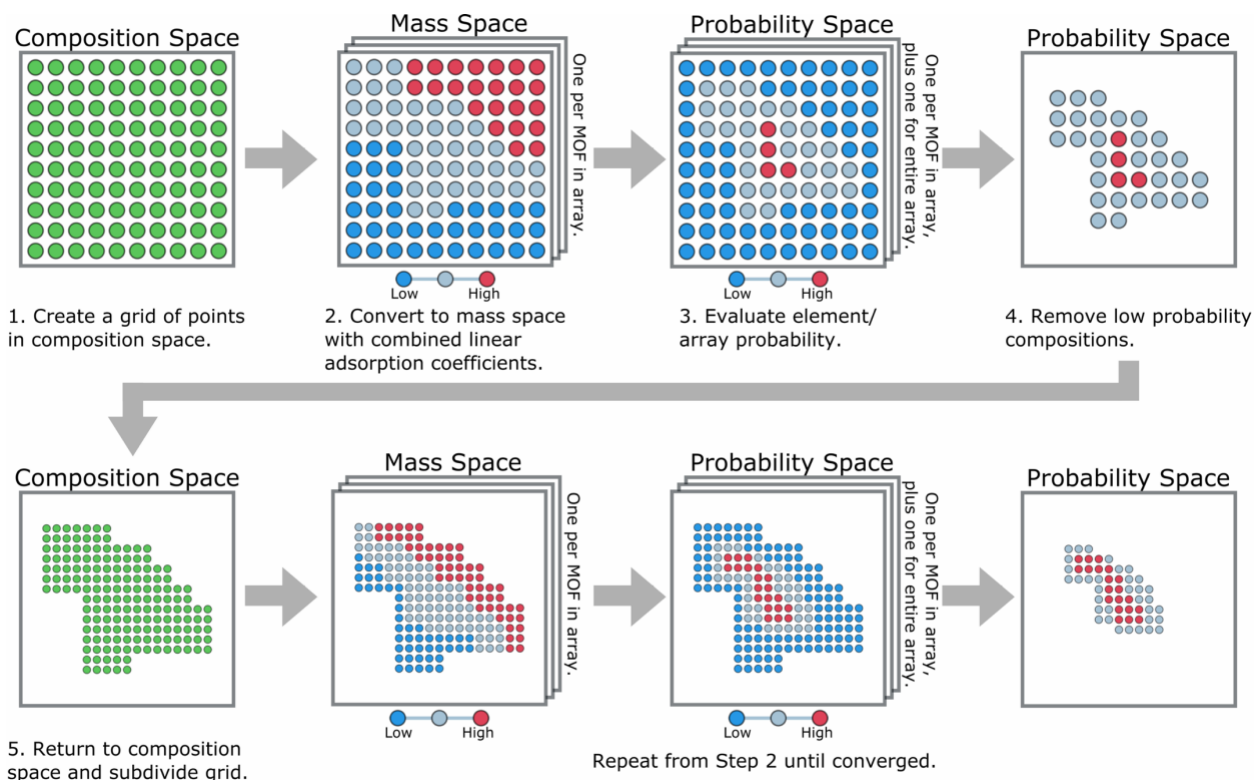 Composition Space
Mass Space
Probability Space
Probability Space
One per MOF in array.
One per MOF in array,
plus one for entire array.
Low
High
Low
High
1. Create a grid of points
in composition space.
2. Convert to mass space
with combined linear
adsorption coefficients.
3. Evaluate element/
array probability.
4. Remove low probability
compositions.
Composition Space
Mass Space
Probability Space
Probability Space
One per MOF in array.
One per MOF in array,
plus one for entire array.
Low
High
Low
High
5. Return to composition
space and subdivide grid.
Repeat from Step 2 until converged.